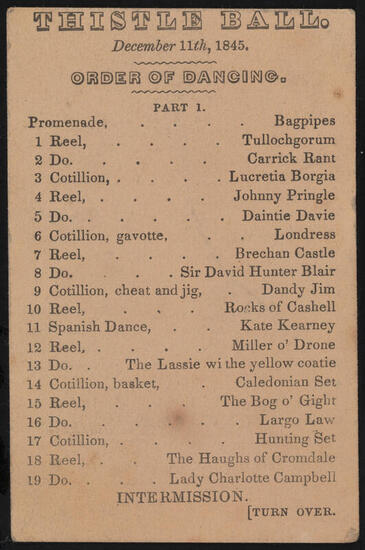 THISTLE BALL.
December 11th, 1845.
ORDER OF DANCING.
PART 1.
Promenade, . . . . Bagpipes
1 Reel, . . . . Tullochgorum
2 Do. . . . . Carrick Rant
3 Cotillion, . . . . Lucretia Borgia
4 Reel, . . . . Johnny Pringle
5 Do. . . . . Daintie Davie
6 Cotillion, gavotte, . . Londress
7 Reel, . . . . Brechan Castle
8 Do. . . . Sir David Hunter Blair
9 Cotillion, cheat and jig, . Dandy Jim
10 Reel, . . . Rocks of Cashell
11 Spanish Dance, . . Kate Kearney
12 Reel, . . . . Miller o' Drone
13 Do. . The Lassie wi the yellow coatie
14 Cotillion, basket, . Caledonian Set
15 Reel, . . . The Bog o' Gight
16 Do. . . . . Largo Law
17 Cotillion, . . . . Hunting Set
18 Reel, . . The Haughs of Cromdale
19 Do. . . . Lady Charlotte Campbell
INTERMISSION.
[TURN OVER.